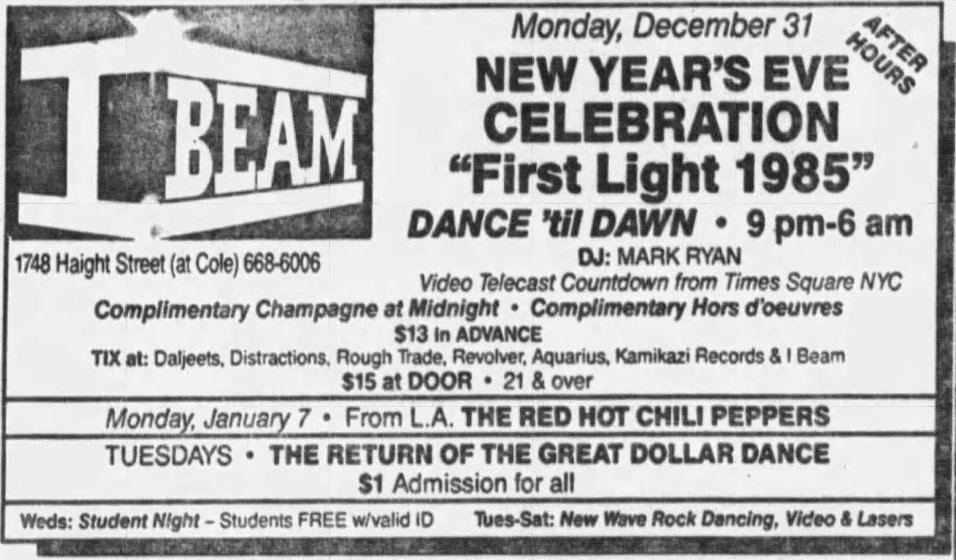 I BEAM
1748 Haight Street (at Cole) 668-6006
Monday, December 31
AFTER HOURS
NEW YEAR'S EVE
CELEBRATION
"First Light 1985"
DANCE 'til DAWN • 9 pm-6 am
DJ: MARK RYAN
Video Telecast Countdown from Times Square NYC
Complimentary Champagne at Midnight • Complimentary Hors d'oeuvres
$13 in ADVANCE
TIX at: Daljeets, Distractions, Rough Trade, Revolver, Aquarius, Kamikazi Records & I Beam
$15 at DOOR • 21 & over
Monday, January 7 • From L.A. THE RED HOT CHILI PEPPERS
TUESDAYS • THE RETURN OF THE GREAT DOLLAR DANCE
$1 Admission for all
Weds: Student Night – Students FREE w/valid ID Tues-Sat: New Wave Rock Dancing, Video & Lasers